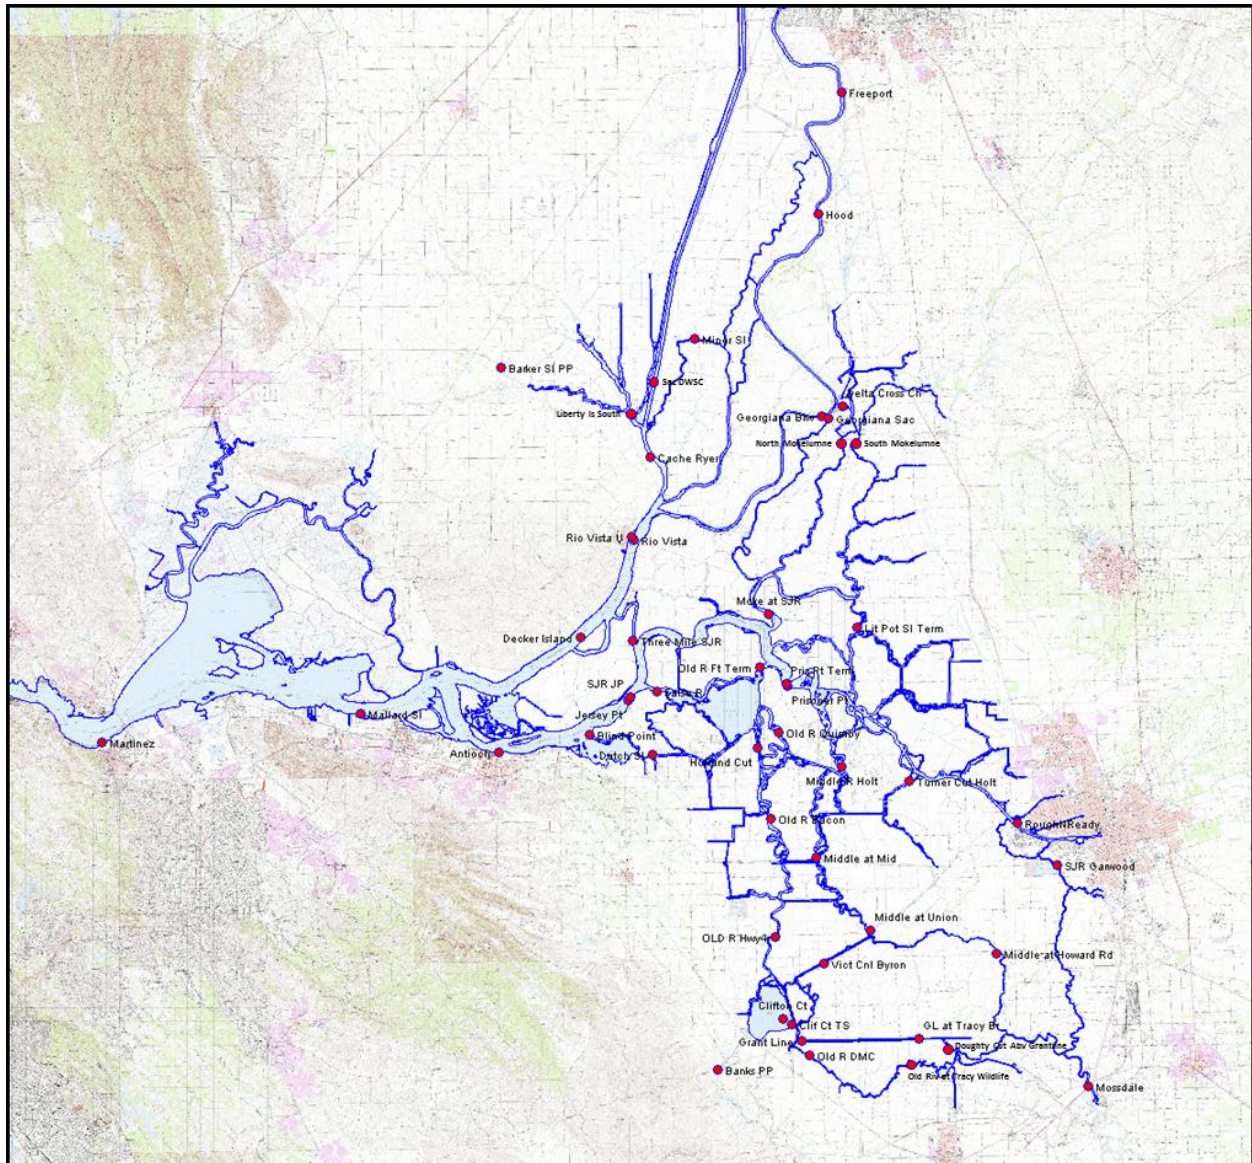 Freeport
Hood
Miner Sl
Barker Sl PP
Sac DWSC
Delta Cross Ch
Liberty Is South
Georgiana Sac
North Mokelumne
South Mokelumne
Cache Ryer
Rio Vista U
Rio Vista
Moke at SJR
Lit Pot Sl Term
Decker Island
Three Mile SJR
Old R Ft Term
Pris Pt Term
SJR JP
False R
Prisoner Pt
Mallard Sl
Jersey Pt
Blind Point
Old R Quimby
Martinez
Antioch
Dutch Sl
Holland Cut
Middle R Holt
Turner Cut Holt
Old R Bacon
RoughNReady
Middle at Mid
SJR Garwood
Middle at Union
OLD R Hwy4
Middle at Howard Rd
Vict Cnl Byron
Clifton Ct
Clif Ct TS
GL at Tracy Br
Grant Line
Doughty Cut Abv Grantline
Old R DMC
Banks PP
Old Riv at Tracy Wildlife
Mossdale